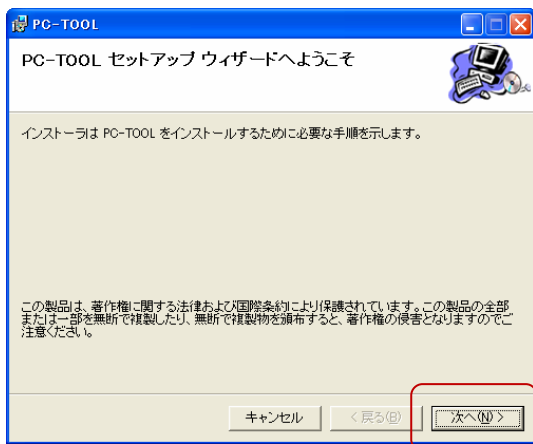 PC-TOOL
PC-TOOL セットアップ ウィザードへようこそ
インストーラは PC-TOOL をインストールするために必要な手順を示します。
この製品は、著作権に関する法律および国際条約により保護されています。この製品の全部
または一部を無断で複製したり、無断で複製物を頒布すると、著作権の侵害となりますのでご
注意ください。
キャンセル
< 戻る(B)
次へ(N) >